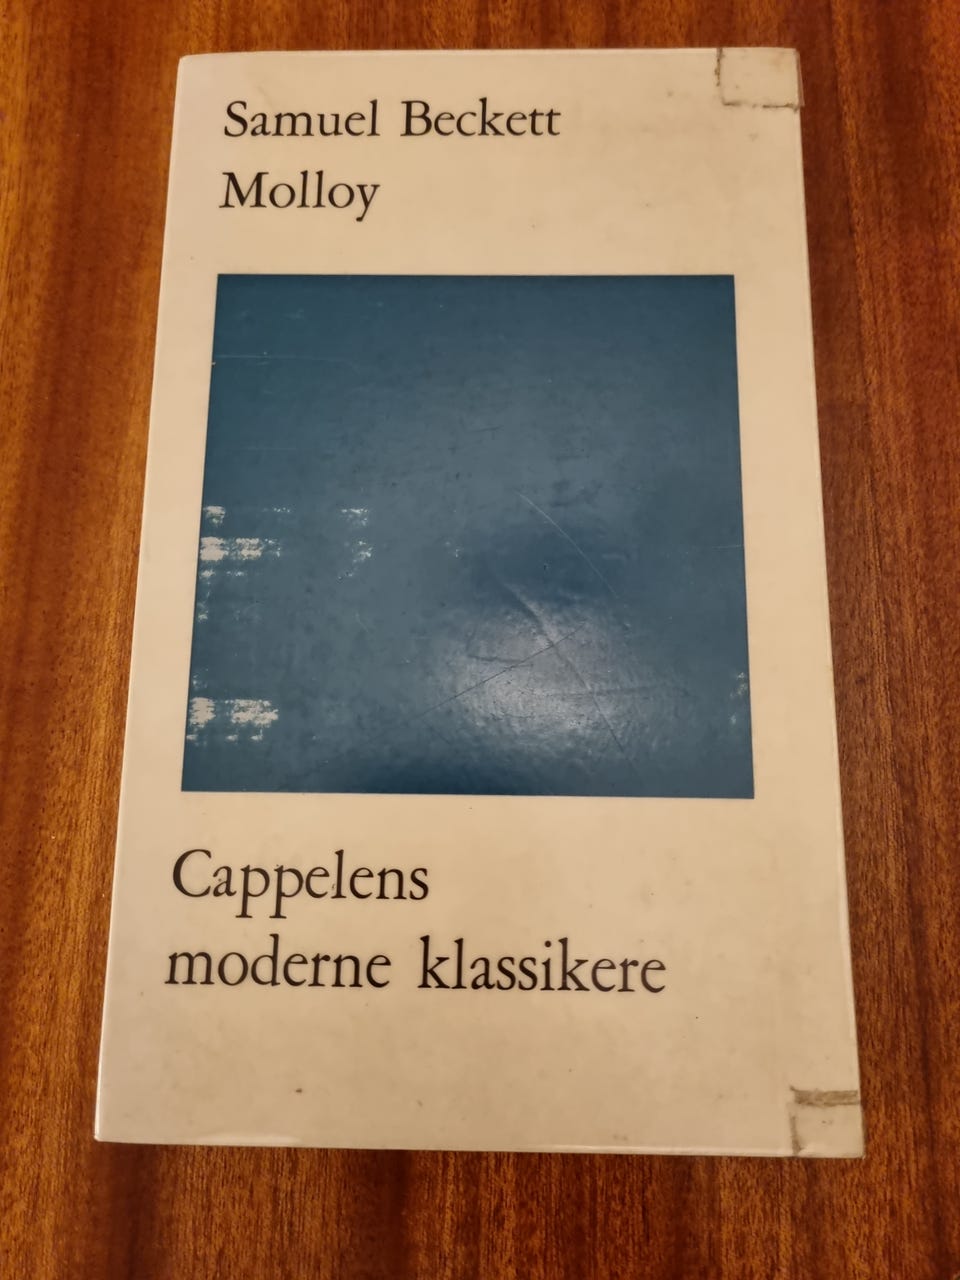 Samuel Beckett
Molloy
Cappelens
moderne klassikere